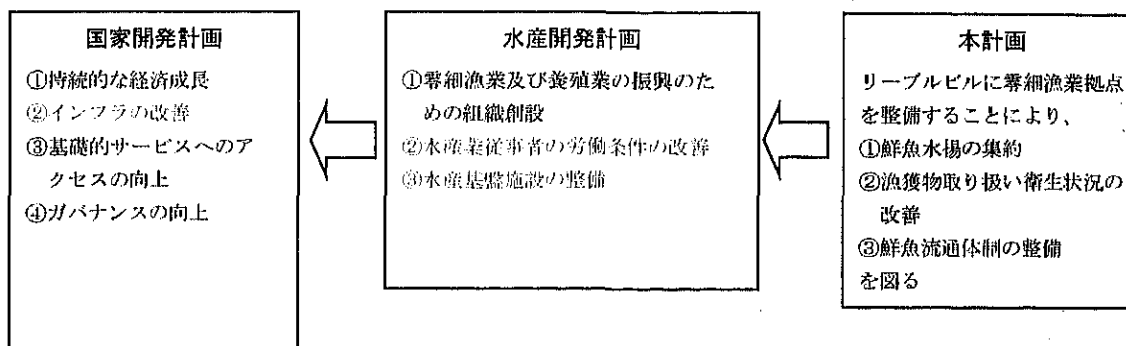 国家開発計画
①持続的な経済成長
②インフラの改善
③基礎的サービスへのア
クセスの向上
④ガバナンスの向上
水産開発計画
①零細漁業及び養殖業の振興のた
めの組織創設
②水産業従事者の労働条件の改善
③水産基盤施設の整備
本計画
リーブルビルに零細漁業拠点
を整備することにより、
①鮮魚水揚の集約
②漁獲物取り扱い衛生状況の
改善
③鮮魚流通体制の整備
を図る